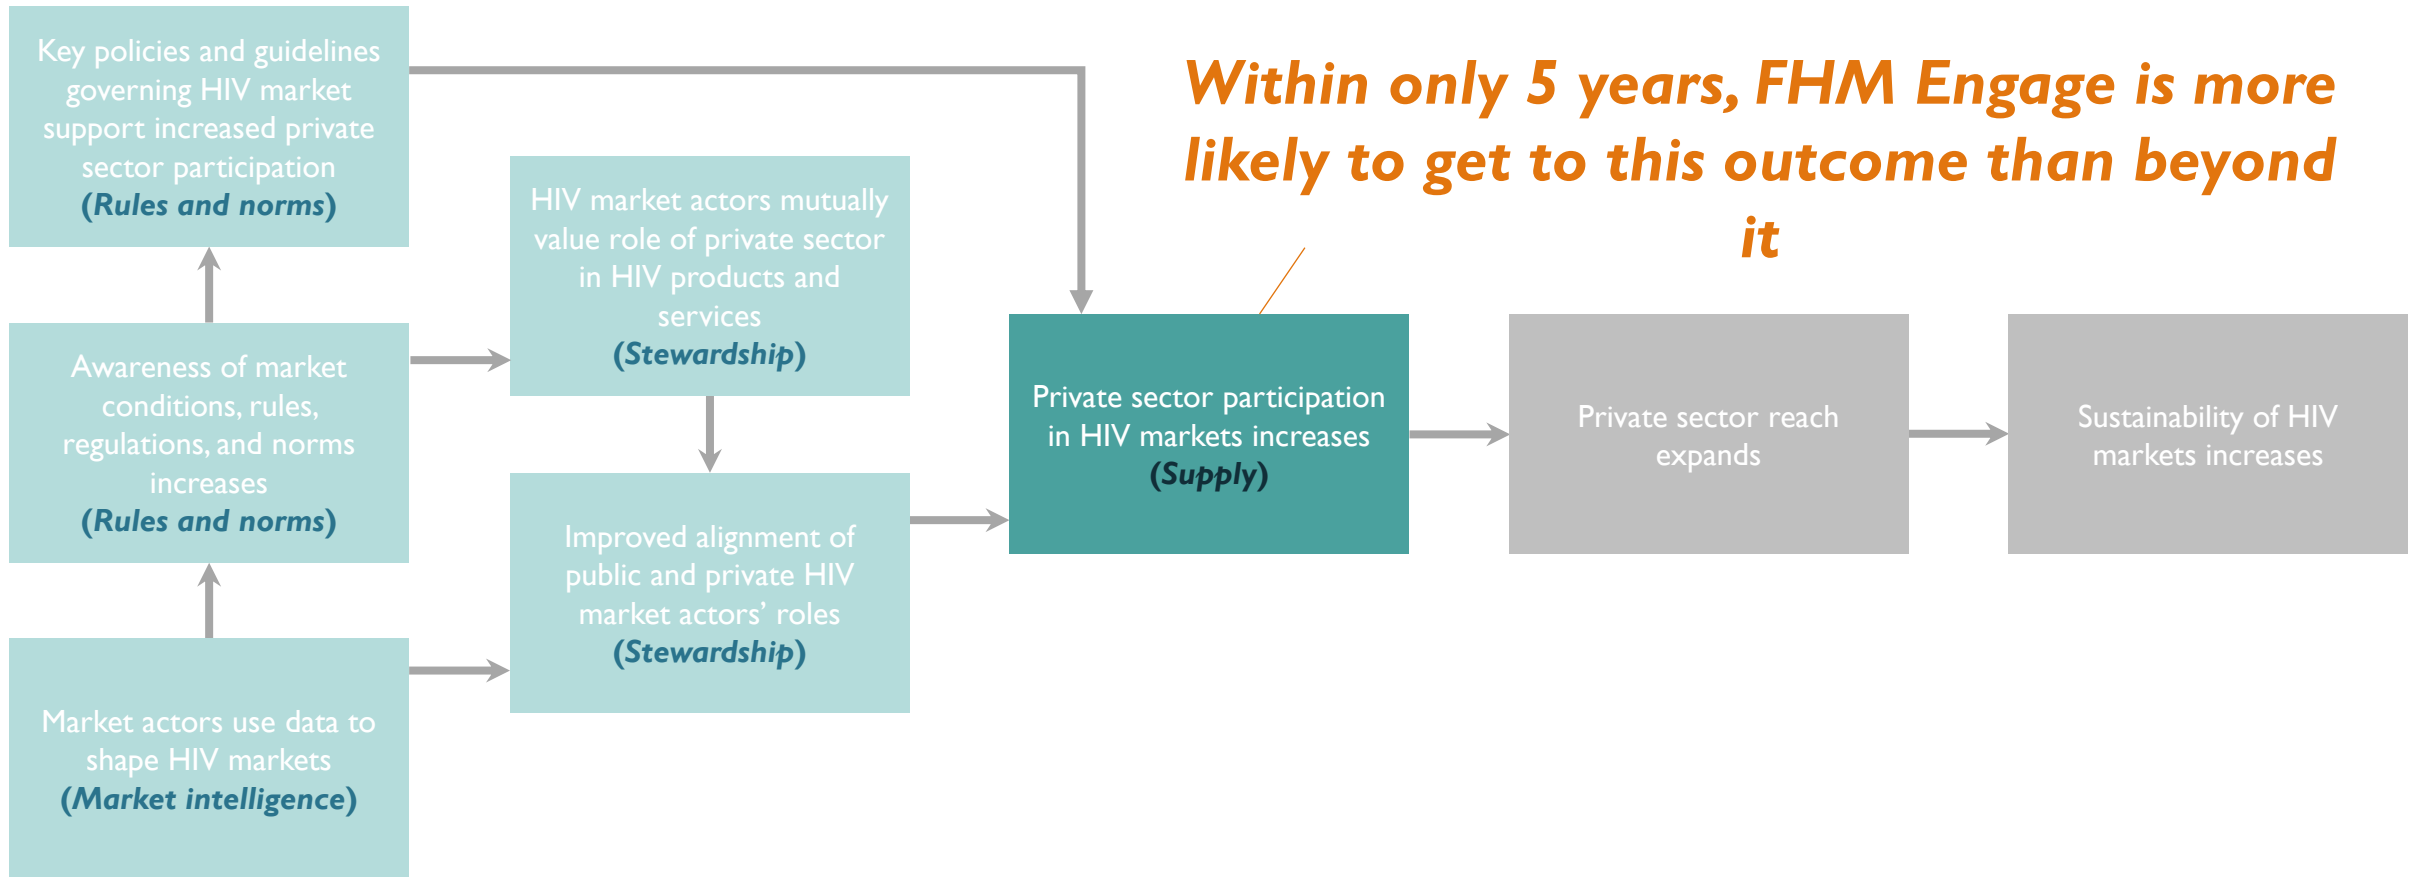 Key policies and guidelines
governing HIV market
support increased private
sector participation
(Rules and norms)
Within only 5 years, FHM Engage is more
likely to get to this outcome than beyond
it
HIV market actors mutually
value role of private sector
in HIV products and
services
(Stewardship)
Awareness of market
conditions, rules,
regulations, and norms
increases
(Rules and norms)
Private sector participation
in HIV markets increases
(Supply)
Private sector reach
expands
Sustainability of HIV
markets increases
Improved alignment of
public and private HIV
market actors’ roles
(Stewardship)
Market actors use data to
shape HIV markets
(Market intelligence)